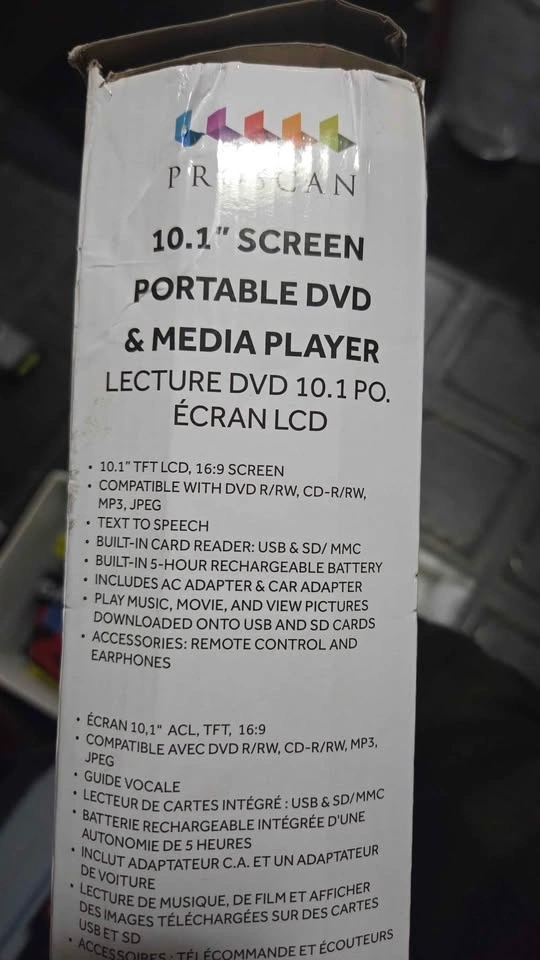 PROSCAN
10.1" SCREEN
PORTABLE DVD
& MEDIA PLAYER
LECTURE DVD 10.1 PO.
ÉCRAN LCD
• 10.1" TFT LCD, 16:9 SCREEN
• COMPATIBLE WITH DVD R/RW, CD-R/RW,
MP3, JPEG
• TEXT TO SPEECH
• BUILT-IN CARD READER: USB & SD/ MMC
• BUILT-IN 5-HOUR RECHARGEABLE BATTERY
• INCLUDES AC ADAPTER & CAR ADAPTER
• PLAY MUSIC, MOVIE, AND VIEW PICTURES
DOWNLOADED ONTO USB AND SD CARDS
• ACCESSORIES: REMOTE CONTROL AND
EARPHONES
• ÉCRAN 10,1" ACL, TFT, 16:9
• COMPATIBLE AVEC DVD R/RW, CD-R/RW, MP3,
JPEG
• GUIDE VOCALE
• LECTEUR DE CARTES INTÉGRÉ : USB & SD/MMC
• BATTERIE RECHARGEABLE INTÉGRÉE D'UNE
AUTONOMIE DE 5 HEURES
• INCLUT ADAPTATEUR C.A. ET UN ADAPTATEUR
DE VOITURE
• LECTURE DE MUSIQUE, DE FILM ET AFFICHER
DES IMAGES TÉLÉCHARGÉES SUR DES CARTES
USB ET SD
• ACCESSOIRES : TÉLÉCOMMANDE ET ÉCOUTEURS